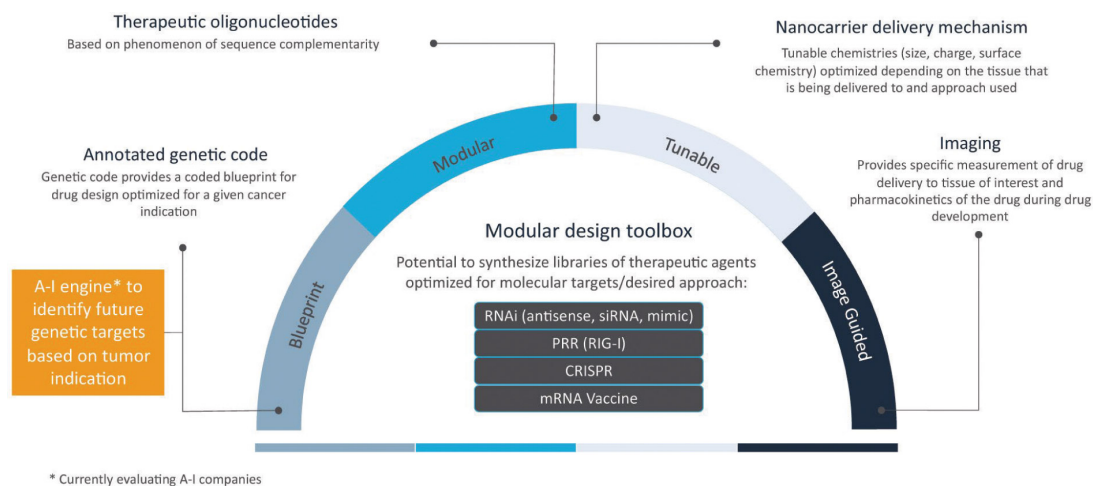 Therapeutic oligonucleotides
Based on phenomenon of sequence complementarity
Nanocarrier delivery mechanism
Tunable chemistries (size, charge, surface
chemistry) optimized depending on the tissue that
is being delivered to and approach used
Annotated genetic code
Genetic code provides a coded blueprint for
drug design optimized for a given cancer
indication
Imaging
Provides specific measurement of drug
delivery to tissue of interest and
pharmacokinetics of the drug during drug
development
A-I engine* to
identify future
genetic targets
based on tumor
indication
Blueprint
Modular
Tunable
Image Guided
Modular design toolbox
Potential to synthesize libraries of therapeutic agents
optimized for molecular targets/desired approach:
RNAi (antisense, siRNA, mimic)
PRR (RIG-I)
CRISPR
mRNA Vaccine
* Currently evaluating A-I companies